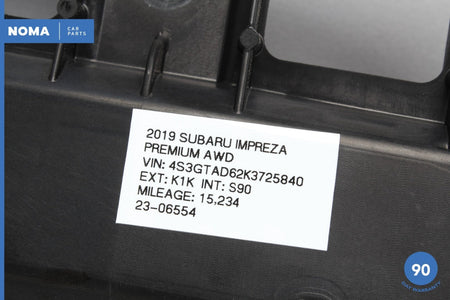 NOMA CAR
PARTS
2019 SUBARU IMPREZA
PREMIUM AWD
VIN: 4S3GTAD62K3725840
EXT: K1K INT: S90
MILEAGE: 15,234
23-06554
90
DAY WARRANTY